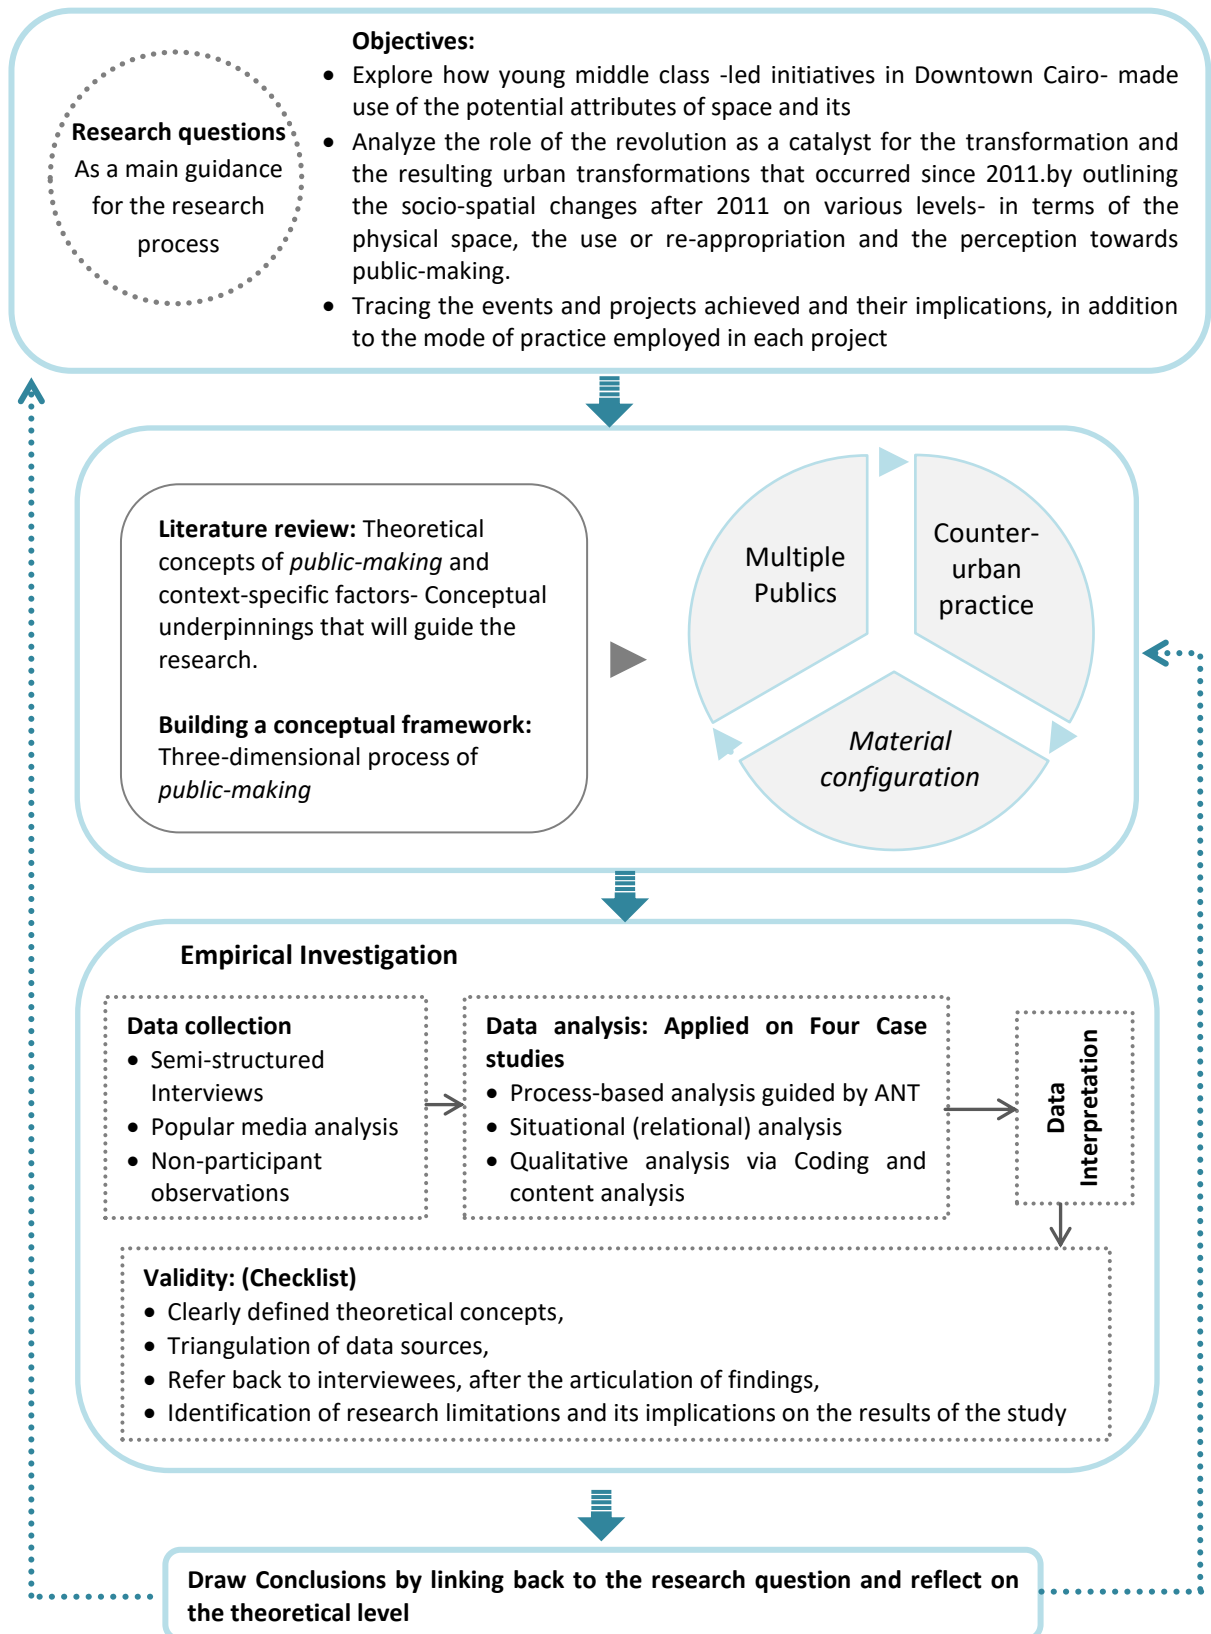 Research questions
As a main guidance
for the research
process
Objectives:
• Explore how young middle class -led initiatives in Downtown Cairo- made
use of the potential attributes of space and its
• Analyze the role of the revolution as a catalyst for the transformation and
the resulting urban transformations that occurred since 2011.by outlining
the socio-spatial changes after 2011 on various levels- in terms of the
physical space, the use or re-appropriation and the perception towards
public-making.
• Tracing the events and projects achieved and their implications, in addition
to the mode of practice employed in each project
Literature review: Theoretical
concepts of public-making and
context-specific factors- Conceptual
underpinnings that will guide the
research.
Building a conceptual framework:
Three-dimensional process of
public-making
Multiple
Publics
Counter-
urban
practice
Material
configuration
Empirical Investigation
Data collection
• Semi-structured
Interviews
• Popular media analysis
• Non-participant
observations
Data analysis: Applied on Four Case
studies
• Process-based analysis guided by ANT
• Situational (relational) analysis
• Qualitative analysis via Coding and
content analysis
Data
Interpretation
Validity: (Checklist)
• Clearly defined theoretical concepts,
• Triangulation of data sources,
• Refer back to interviewees, after the articulation of findings,
• Identification of research limitations and its implications on the results of the study
Draw Conclusions by linking back to the research question and reflect on
the theoretical level